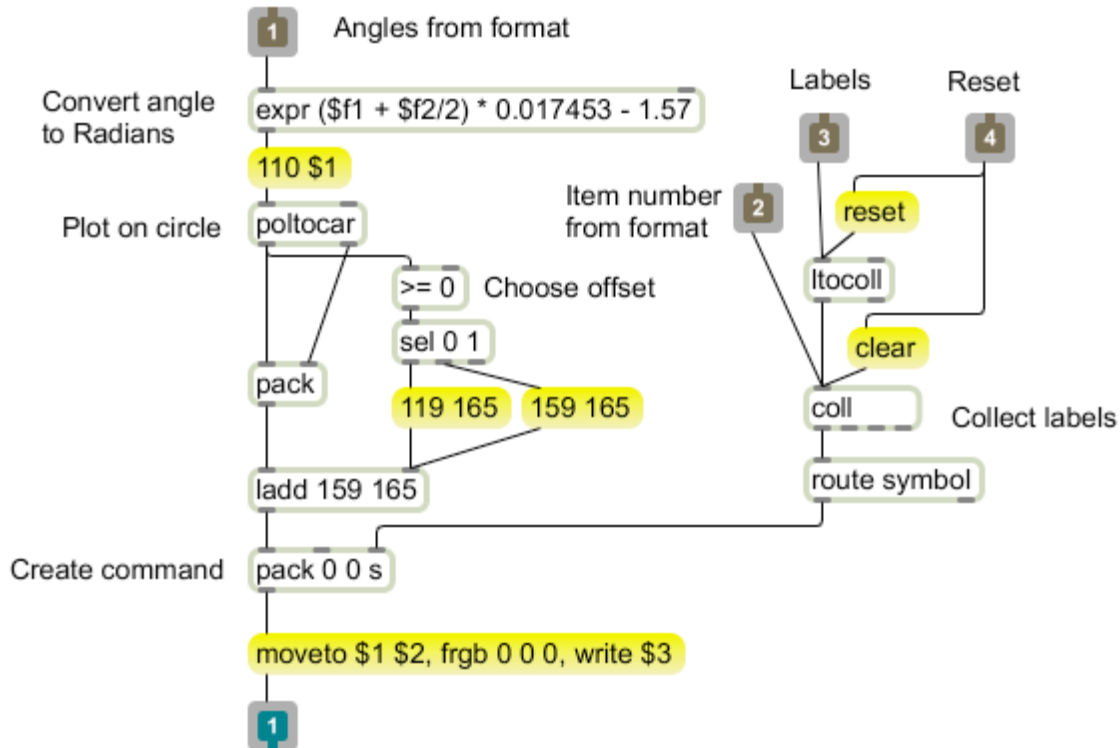 1
Angles from format
Convert angle
to Radians
expr ($f1 + $f2/2) * 0.017453 - 1.57
Labels
Reset
3
4
110 $1
Item number
from format
2
reset
Plot on circle
poltocar
>= 0
Choose offset
ltocoll
sel 0 1
clear
pack
119 165
159 165
coll
Collect labels
ladd 159 165
route symbol
Create command
pack 0 0 s
moveto $1 $2, frgb 0 0 0, write $3
1